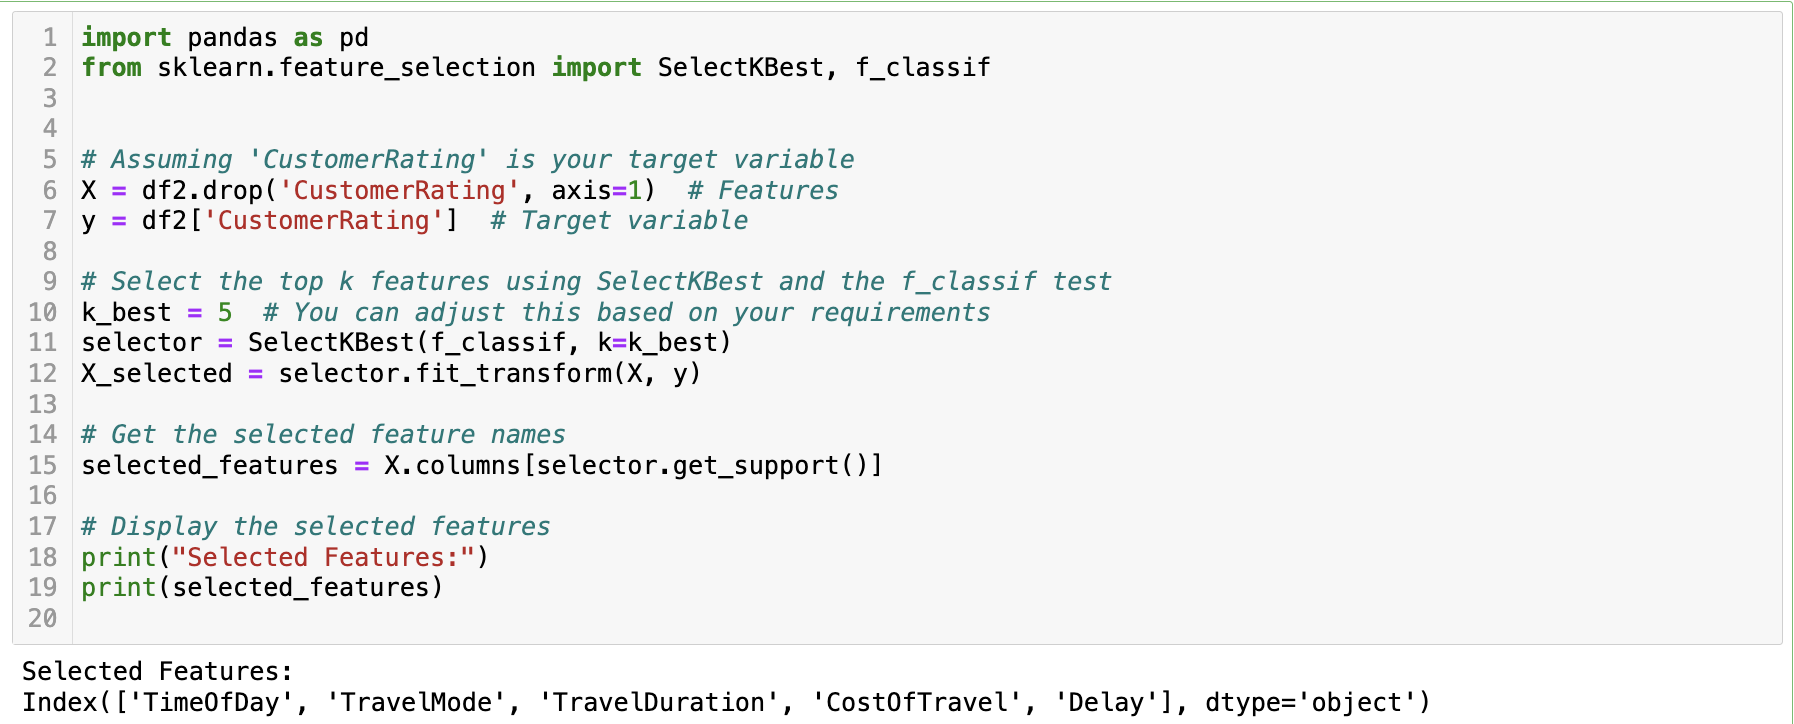 1 import pandas as pd
2 from sklearn.feature_selection import SelectKBest, f_classif
3
4
5 # Assuming 'CustomerRating' is your target variable
6 X = df2.drop('CustomerRating', axis=1)  # Features
7 y = df2['CustomerRating']  # Target variable
8
9 # Select the top k features using SelectKBest and the f_classif test
10 k_best = 5  # You can adjust this based on your requirements
11 selector = SelectKBest(f_classif, k=k_best)
12 X_selected = selector.fit_transform(X, y)
13
14 # Get the selected feature names
15 selected_features = X.columns[selector.get_support()]
16
17 # Display the selected features
18 print("Selected Features:")
19 print(selected_features)
20
Selected Features:
Index(['TimeOfDay', 'TravelMode', 'TravelDuration', 'CostOfTravel', 'Delay'], dtype='object')